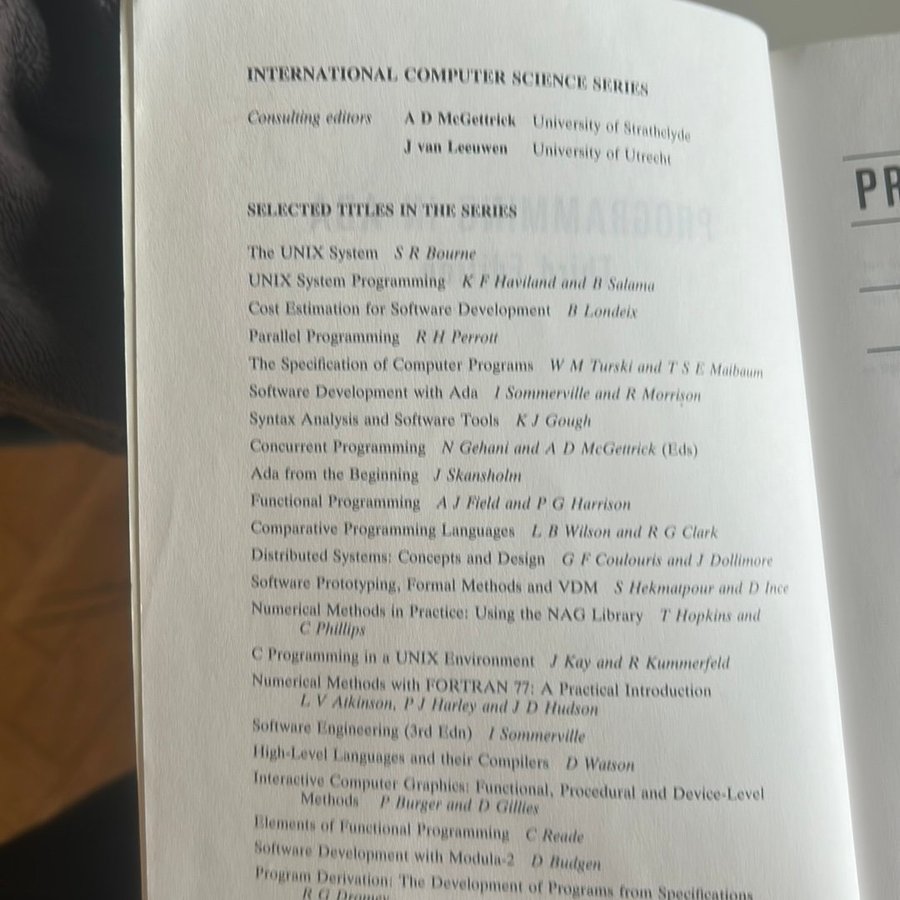 INTERNATIONAL COMPUTER SCIENCE SERIES
Consulting editors A D McGettrick University of Strathclyde
J van Leeuwen University of Utrecht
SELECTED TITLES IN THE SERIES
The UNIX System S R Bourne
UNIX System Programming K F Haviland and B Salama
Cost Estimation for Software Development B Londeix
Parallel Programming R H Perrott
The Specification of Computer Programs W M Turski and T S E Maibaum
Software Development with Ada I Sommerville and R Morrison
Syntax Analysis and Software Tools K J Gough
Concurrent Programming N Gehani and A D McGettrick (Eds)
Ada from the Beginning J Skansholm
Functional Programming A J Field and P G Harrison
Comparative Programming Languages L B Wilson and R G Clark
Distributed Systems: Concepts and Design G F Coulouris and J Dollimore
Software Prototyping, Formal Methods and VDM S Hekmatpour and D Ince
Numerical Methods in Practice: Using the NAG Library T Hopkins and
C Phillips
C Programming in a UNIX Environment J Kay and R Kummerfeld
Numerical Methods with FORTRAN 77: A Practical Introduction
L V Atkinson, P J Harley and J D Hudson
Software Engineering (3rd Edn) I Sommerville
High-Level Languages and their Compilers D Watson
Interactive Computer Graphics: Functional, Procedural and Device-Level
Methods P Burger and D Gillies
Elements of Functional Programming C Reade
Software Development with Modula-2 D Budgen
Program Derivation: The Development of Programs from Specifications
R G Dromey
PR